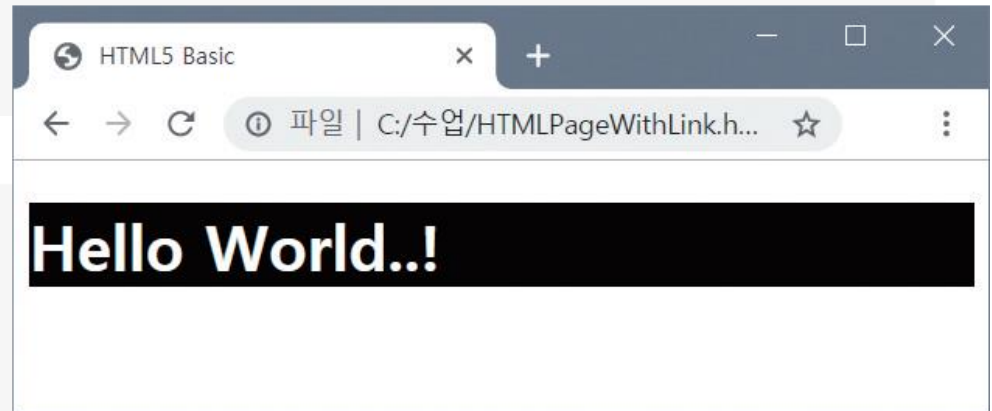 HTML5 Basic
파일 | C:/수업/HTMLPageWithLink.h...
Hello World..!